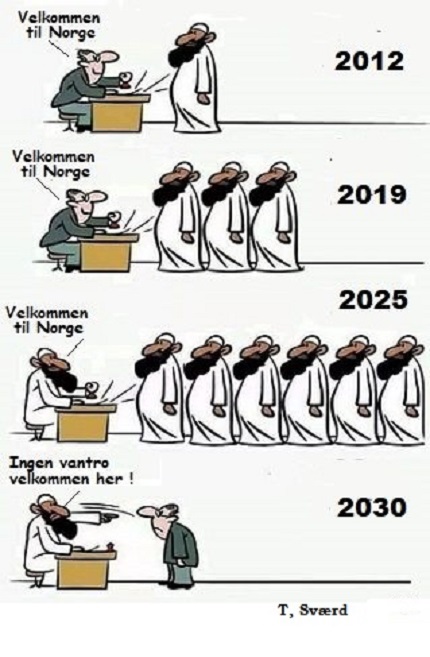 Velkommen
til Norge
2012
Velkommen
til Norge
2019
2025
Velkommen
til Norge
Ingen vantro
velkommen her !
2030
T, Sværd